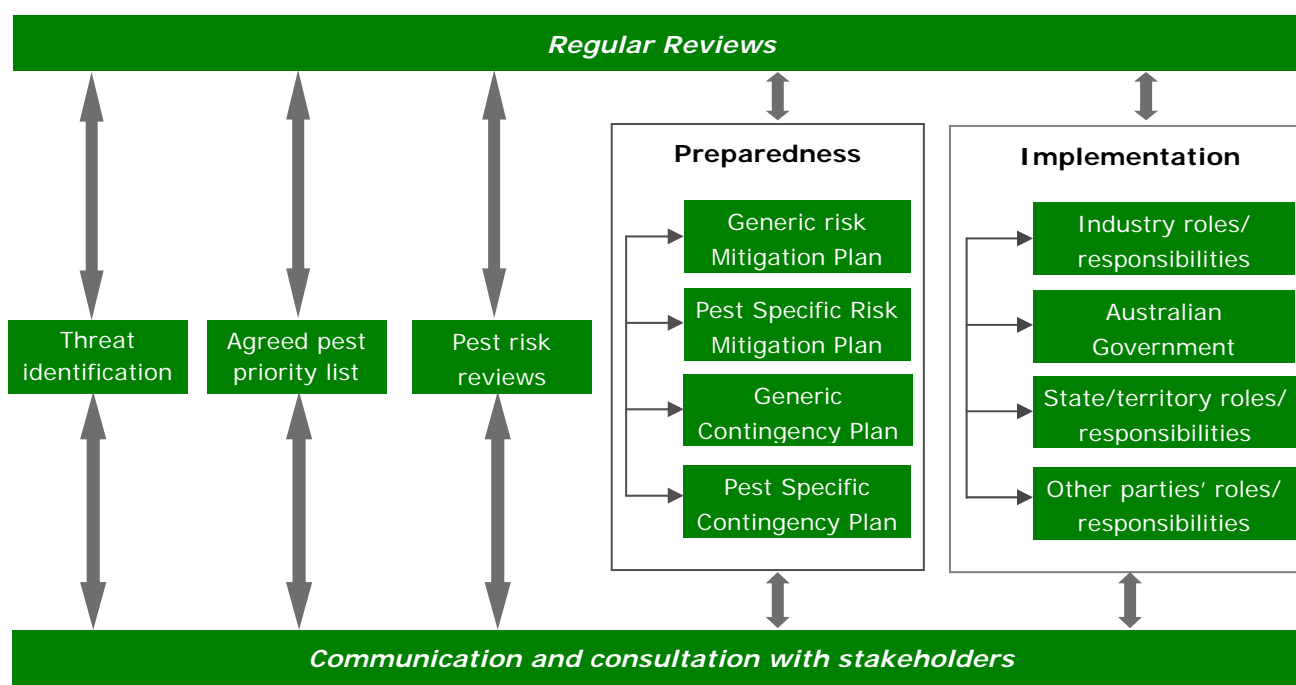 Regular Reviews
Threat
identification
Agreed pest
priority list
Pest risk
reviews
Preparedness
Generic risk
Mitigation Plan
Pest Specific Risk
Mitigation Plan
Generic
Contingency Plan
Pest Specific
Contingency Plan
Implementation
Industry roles/
responsibilities
Australian
Government
State/territory roles/
responsibilities
Other parties’ roles/
responsibilities
Communication and consultation with stakeholders